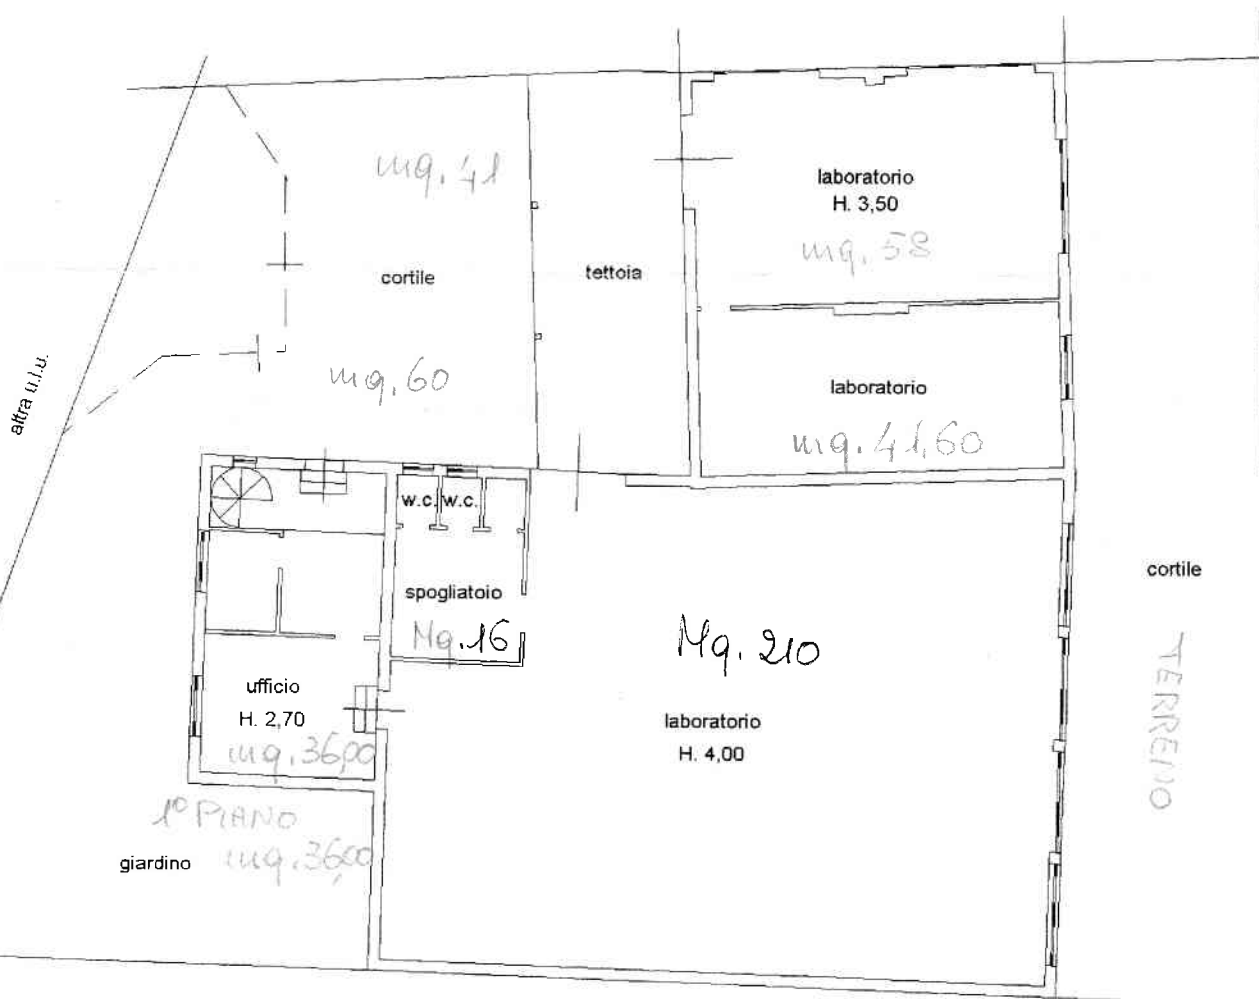 mq. 41
laboratorio
H. 3,50
mq. 58
cortile
tettoia
mq. 60
altra u.i.u.
laboratorio
mq. 41,60
w.c. w.c.
spogliatoio
Mq. 16
cortile
TERRENO
Mq. 210
laboratorio
H. 4,00
ufficio
H. 2,70
mq. 36,00
1° PIANO
mq. 36,00
giardino